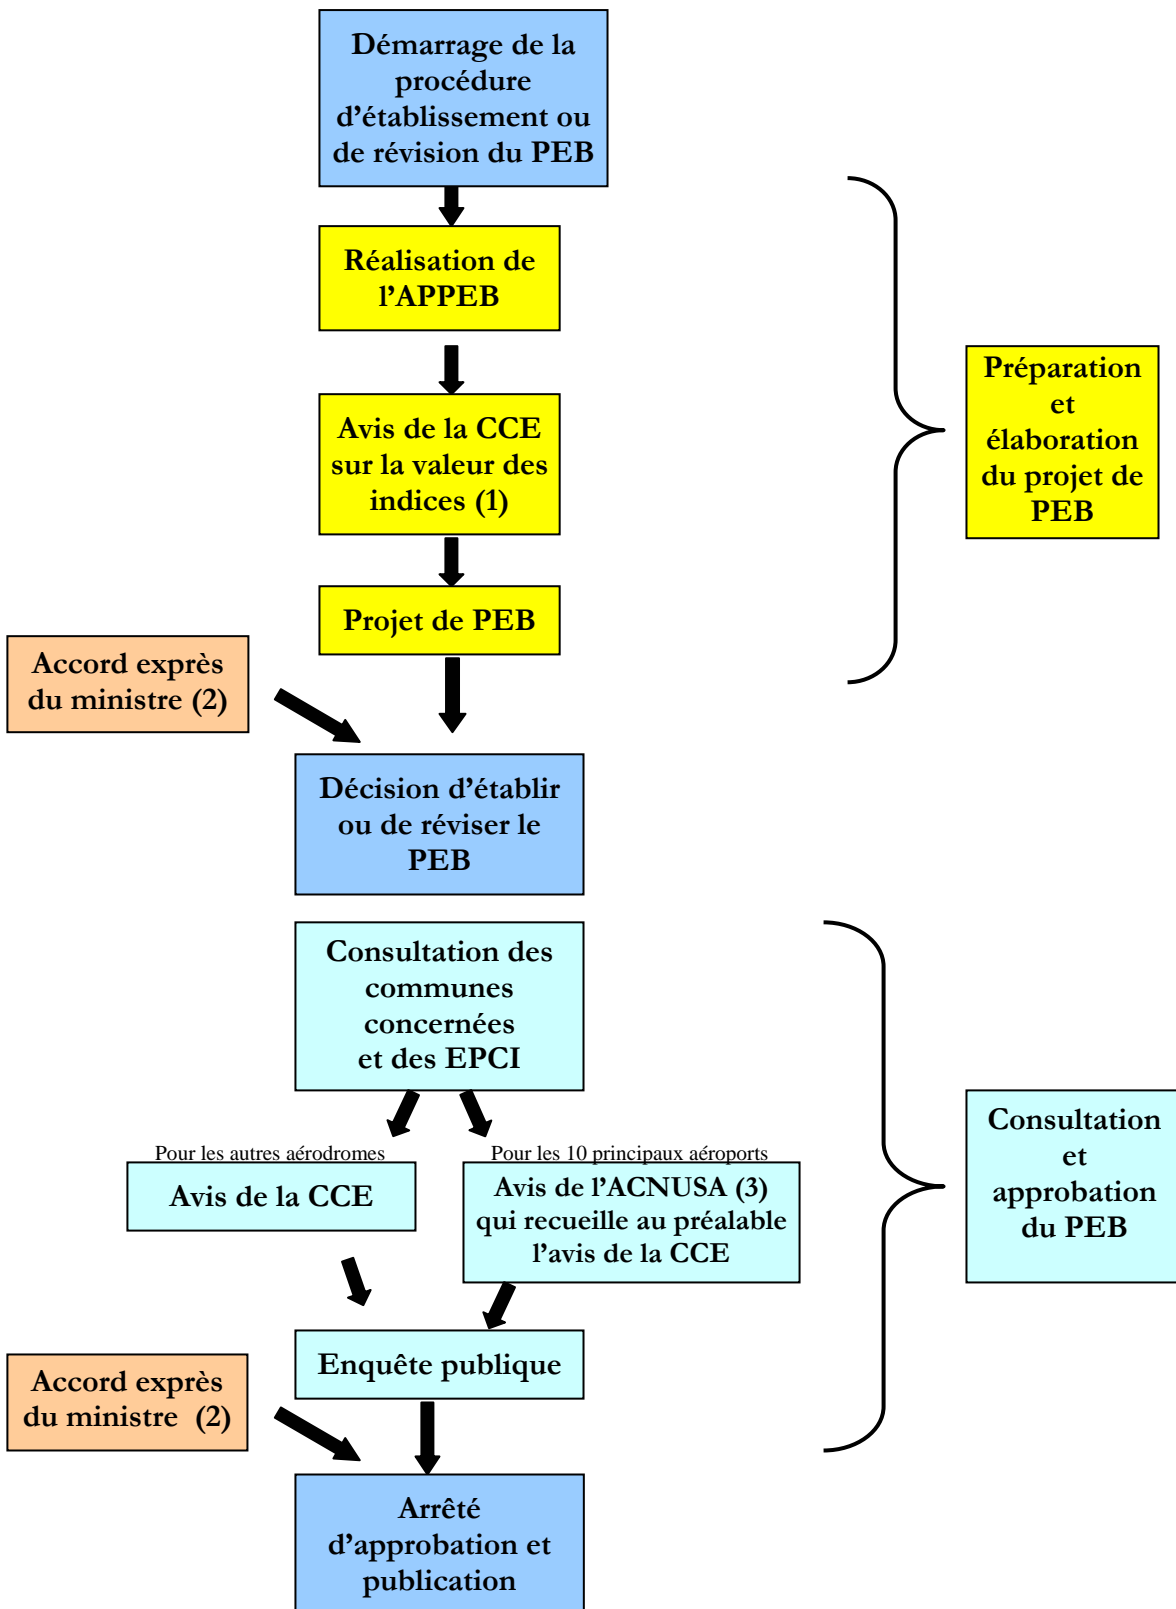 Démarrage de la
procédure
d’établissement ou
de révision du PEB
Réalisation de
l’APPEB
Avis de la CCE
sur la valeur des
indices (1)
Projet de PEB
Préparation
et
élaboration
du projet de
PEB
Accord exprès
du ministre (2)
Décision d’établir
ou de réviser le
PEB
Consultation des
communes
concernées
et des EPCI
Pour les autres aérodromes
Avis de la CCE
Pour les 10 principaux aéroports
Avis de l’ACNUSA (3)
qui recueille au préalable
l’avis de la CCE
Consultation
et
approbation
du PEB
Enquête publique
Accord exprès
du ministre (2)
Arrêté
d’approbation et
publication